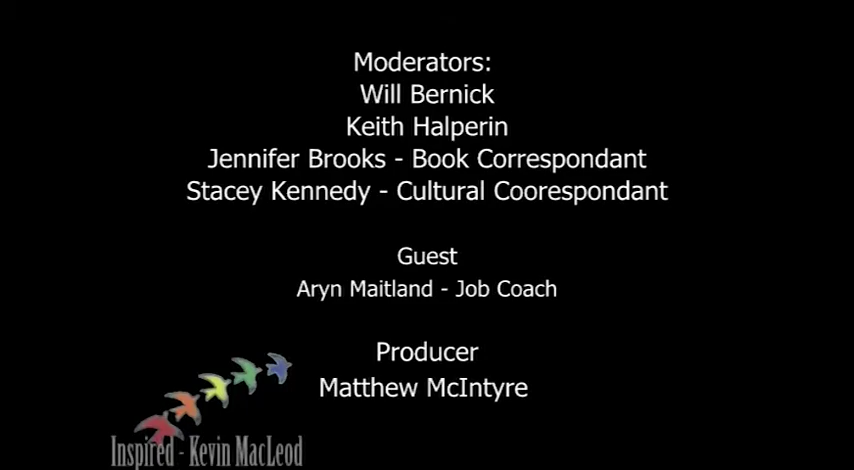 Moderators:
Will Bernick
Keith Halperin
Jennifer Brooks - Book Correspondant
Stacey Kennedy - Cultural Coorespondant
Guest
Aryn Maitland - Job Coach
Producer
Matthew McIntyre
Inspired - Kevin MacLeod